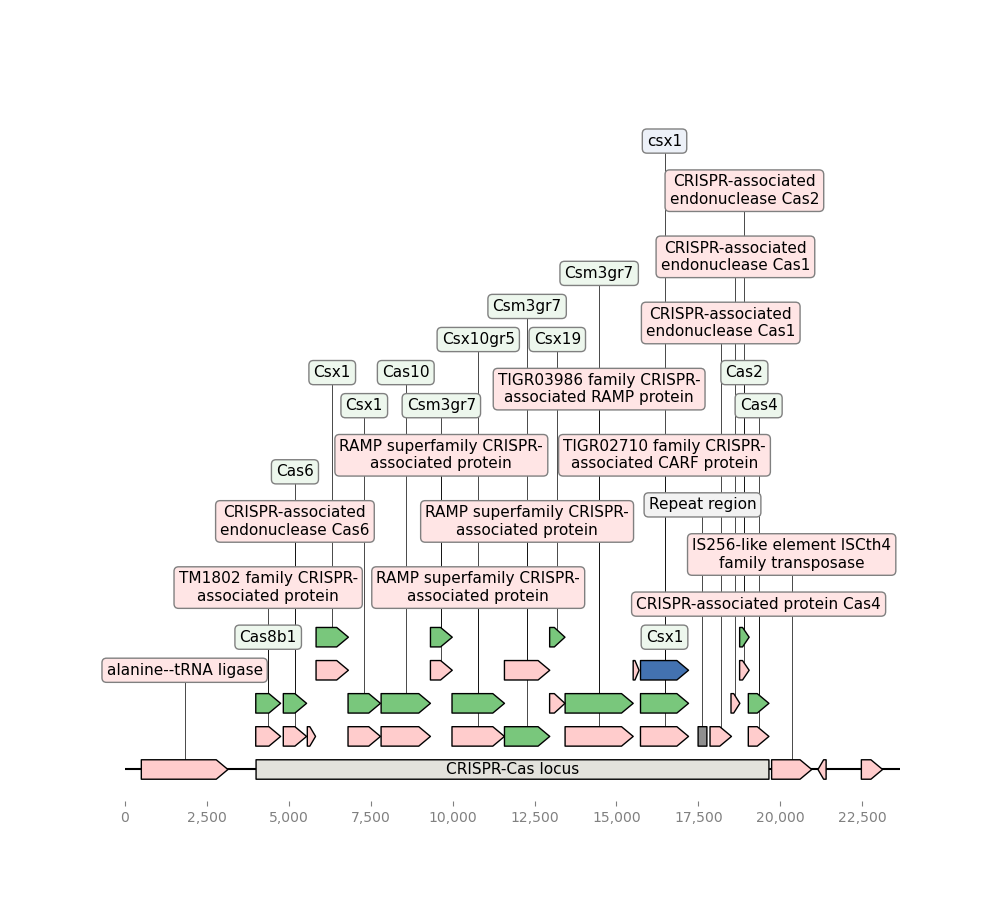 csx1
CRISPR-associated
endonuclease Cas2
CRISPR-associated
endonuclease Cas1
Csm3gr7
Csm3gr7
CRISPR-associated
endonuclease Cas1
Csx10gr5
Csx19
Csx1
Cas10
TIGR03986 family CRISPR-
associated RAMP protein
Cas2
Csx1
Csm3gr7
Cas4
RAMP superfamily CRISPR-
associated protein
TIGR02710 family CRISPR-
associated CARF protein
Cas6
Repeat region
CRISPR-associated
endonuclease Cas6
RAMP superfamily CRISPR-
associated protein
IS256-like element ISCth4
family transposase
TM1802 family CRISPR-
associated protein
RAMP superfamily CRISPR-
associated protein
CRISPR-associated protein Cas4
Cas8b1
Csx1
alanine--tRNA ligase
CRISPR-Cas locus
0 2,500 5,000 7,500 10,000 12,500 15,000 17,500 20,000 22,500